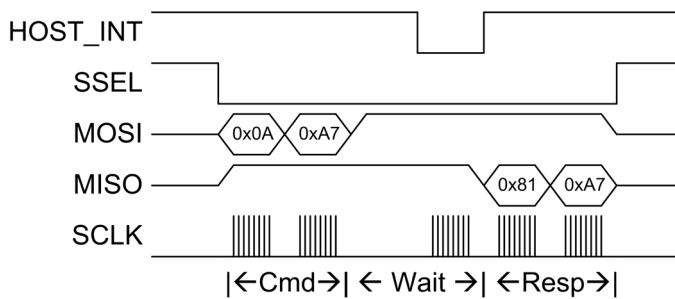 HOST_INT
SSEL
MOSI 0x0A 0xA7
MISO 0x81 0xA7
SCLK
|←Cmd→|← Wait →|←Resp→|